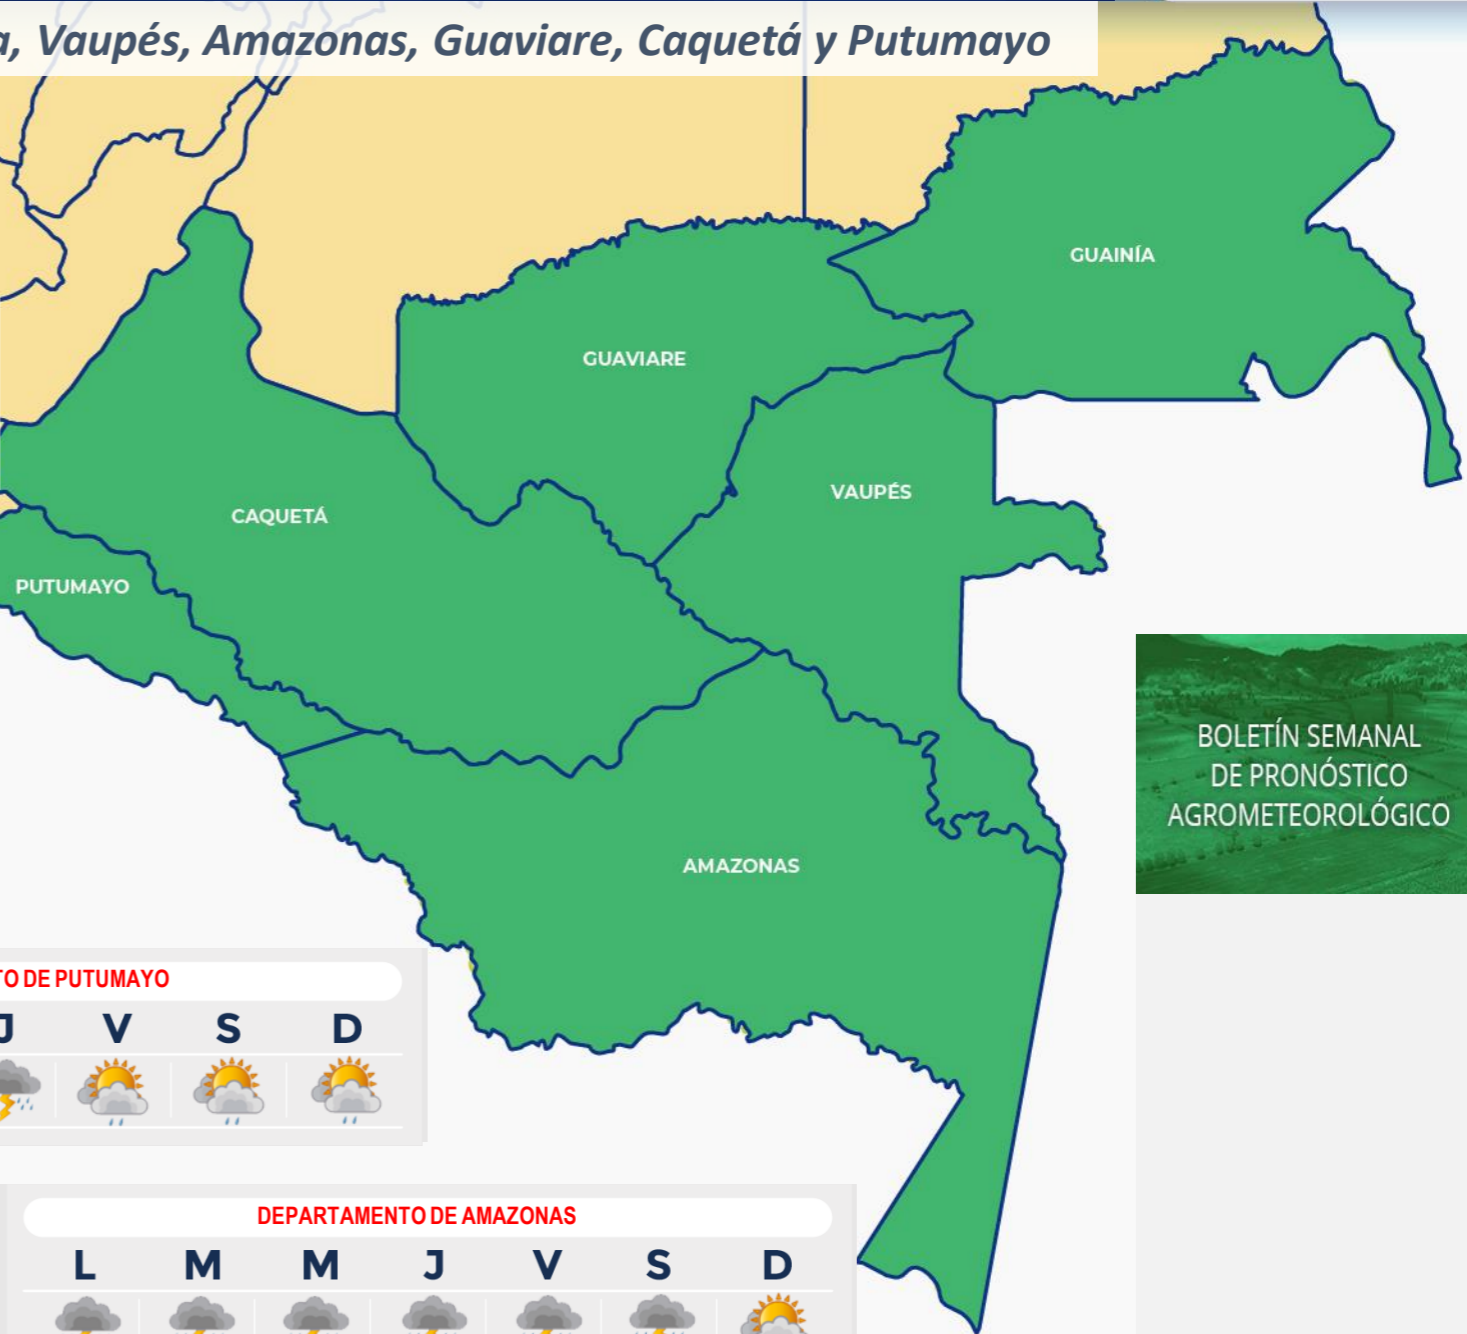 a, Vaupés, Amazonas, Guaviare, Caquetá y Putumayo
GUAINÍA
GUAVIARE
VAUPÉS
CAQUETÁ
PUTUMAYO
BOLETÍN SEMANAL
DE PRONÓSTICO
AGROMETEOROLÓGICO
AMAZONAS
TO DE PUTUMAYO
J V S D
DEPARTAMENTO DE AMAZONAS
L M M J V S D